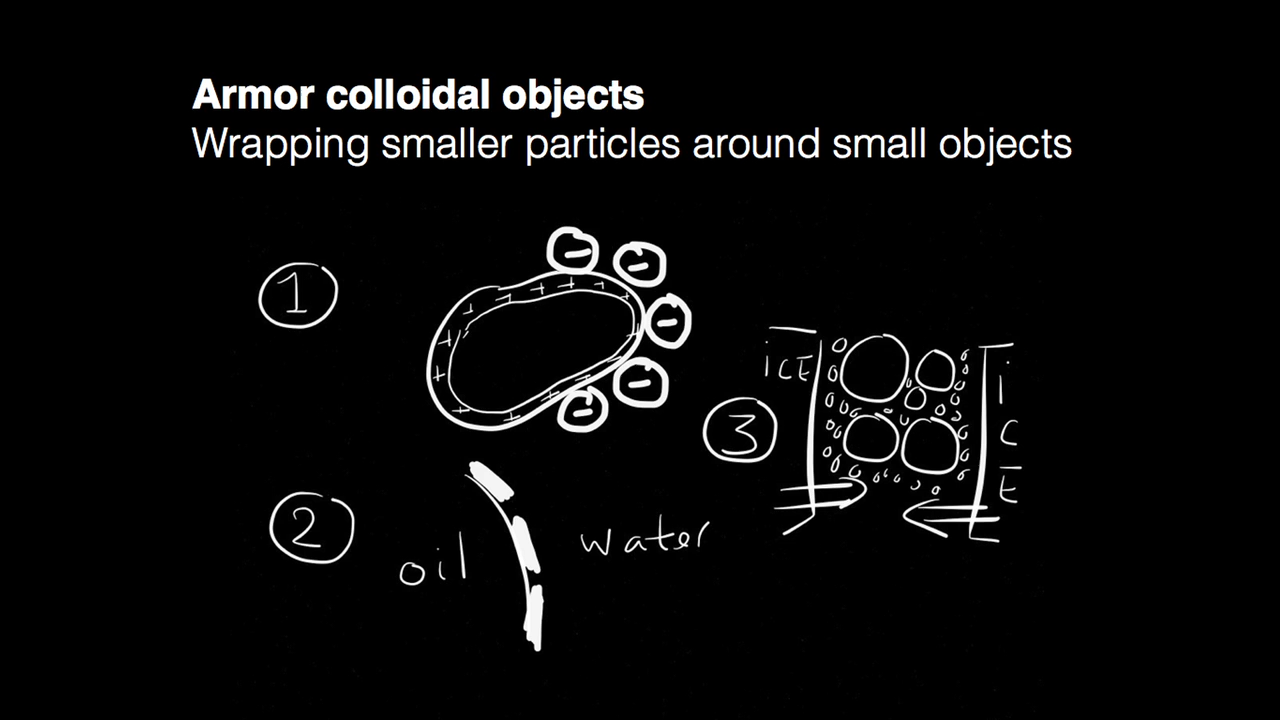 Armor colloidal objects
Wrapping smaller particles around small objects
1
+ + + + + + + + + + +
- - - - -
2
oil
water
3
iCE
iCE